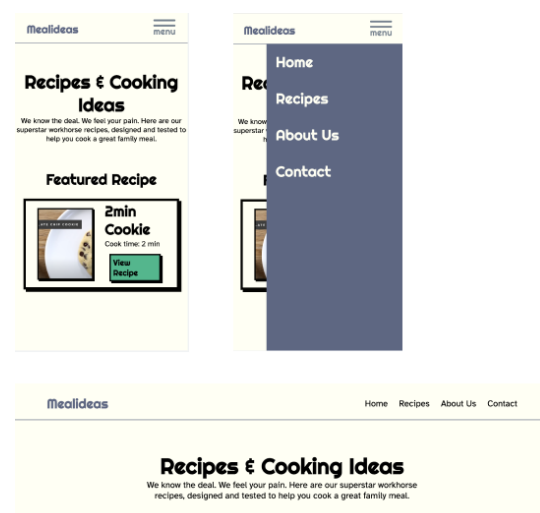 Mealideas
menu
Recipes & Cooking
Ideas
We know the deal. We feel your pain. Here are our
superstar workhorse recipes, designed and tested to
help you cook a great family meal.
Featured Recipe
2min
Cookie
Cook time: 2 min
View
Recipe
Mealideas
menu
Rec
We know
superstar
h
Home
Recipes
About Us
Contact
Mealideas
Home Recipes About Us Contact
Recipes & Cooking Ideas
We know the deal. We feel your pain. Here are our superstar workhorse
recipes, designed and tested to help you cook a great family meal.